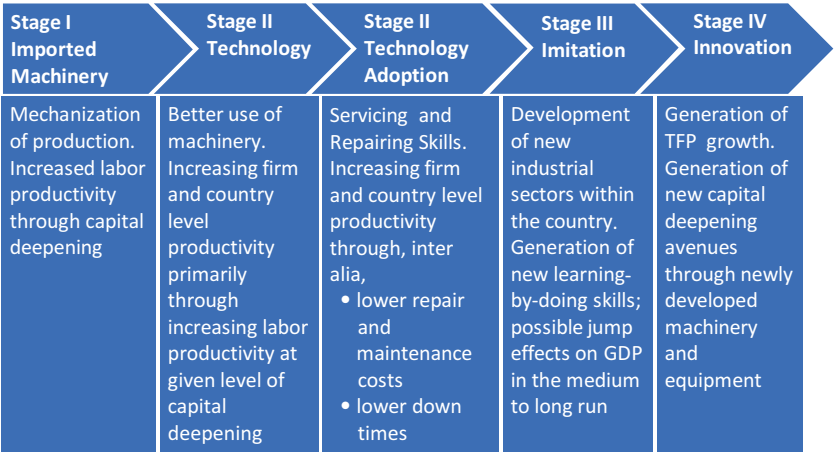 Stage I
Imported
Machinery
Stage II
Technology
Stage II
Technology
Adoption
Stage III
Imitation
Stage IV
Innovation
Mechanization
of production.
Increased labor
productivity
through capital
deepening
Better use of
machinery.
Increasing firm
and country
level
productivity
primarily
through
increasing labor
productivity at
given level of
capital
deepening
Servicing and
Repairing Skills.
Increasing firm
and country level
productivity
through, inter
alia,
• lower repair
and
maintenance
costs
• lower down
times
Development
of new
industrial
sectors within
the country.
Generation of
new learning-
by-doing skills;
possible jump
effects on GDP
in the medium
to long run
Generation of
TFP growth.
Generation of
new capital
deepening
avenues
through newly
developed
machinery
and
equipment